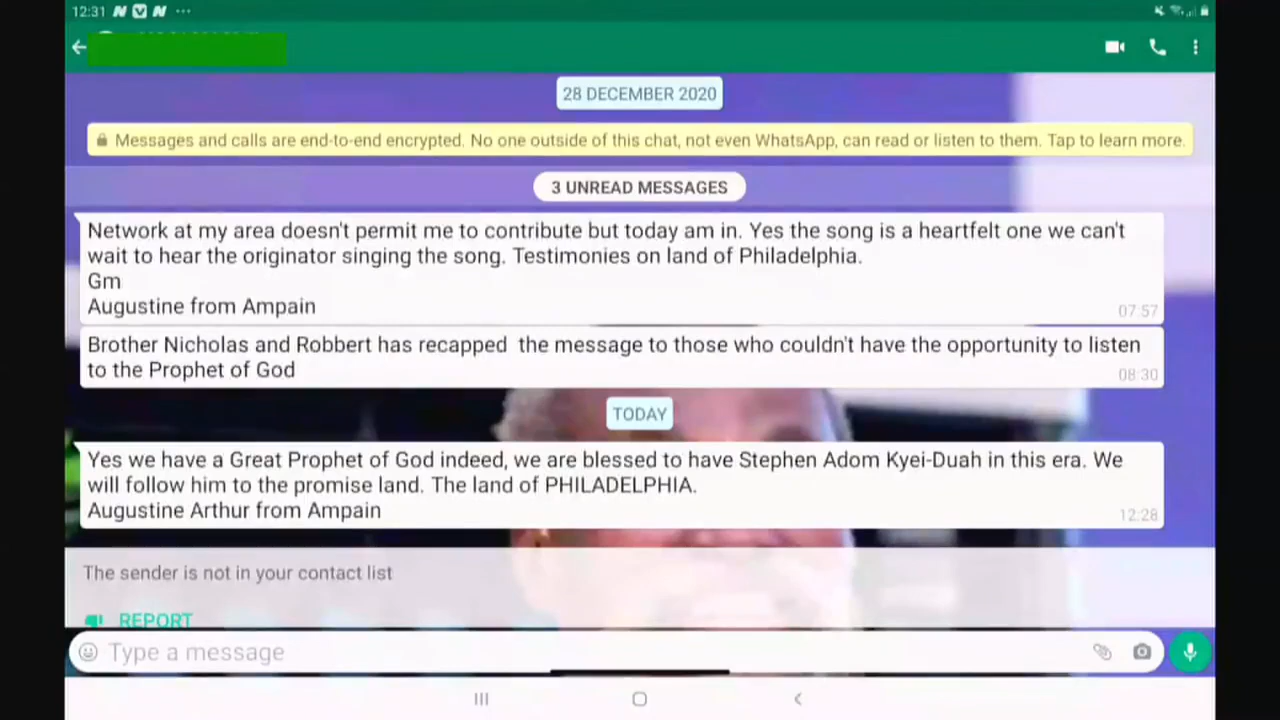 12:31
28 DECEMBER 2020
Messages and calls are end-to-end encrypted. No one outside of this chat, not even WhatsApp, can read or listen to them. Tap to learn more.
3 UNREAD MESSAGES
Network at my area doesn't permit me to contribute but today am in. Yes the song is a heartfelt one we can't
wait to hear the originator singing the song. Testimonies on land of Philadelphia.
Gm
Augustine from Ampain
07:57
Brother Nicholas and Robbert has recapped the message to those who couldn't have the opportunity to listen
to the Prophet of God
08:30
TODAY
Yes we have a Great Prophet of God indeed, we are blessed to have Stephen Adom Kyei-Duah in this era. We
will follow him to the promise land. The land of PHILADELPHIA.
Augustine Arthur from Ampain
12:28
The sender is not in your contact list
REPORT
Type a message